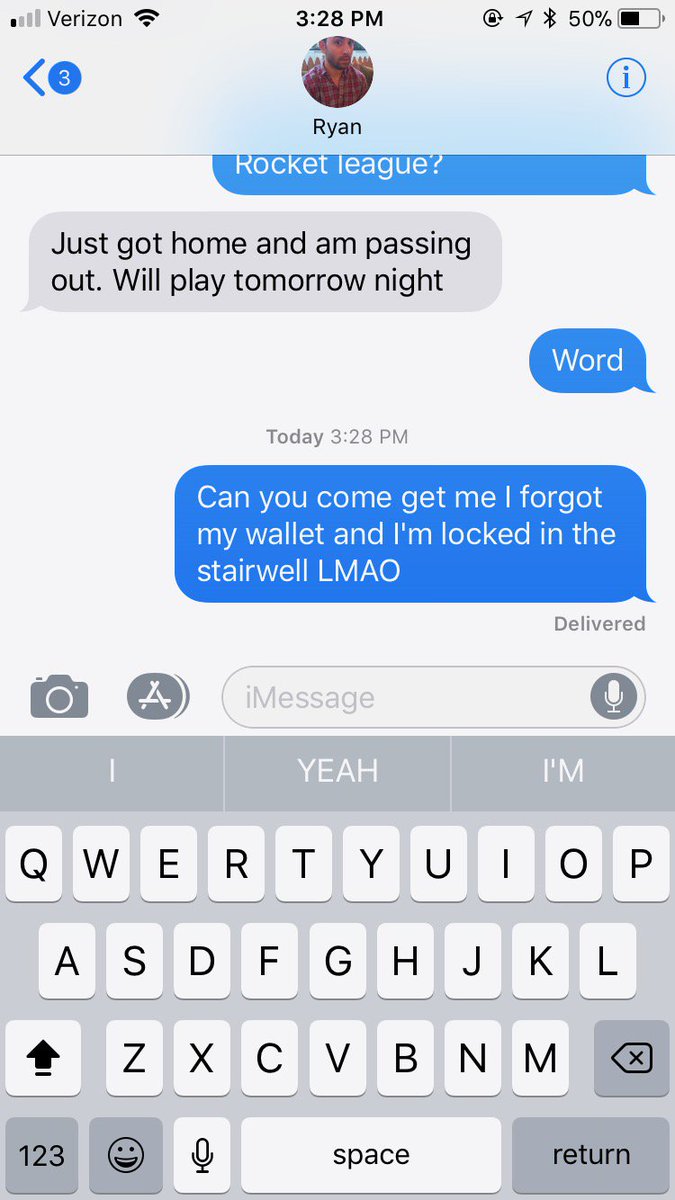 Verizon 3:28 PM 50%
3
Ryan
Rocket league?
Just got home and am passing
out. Will play tomorrow night
Word
Today 3:28 PM
Can you come get me I forgot
my wallet and I'm locked in the
stairwell LMAO
Delivered
iMessage
I YEAH I'M
Q W E R T Y U I O P
A S D F G H J K L
Z X C V B N M
123 space return